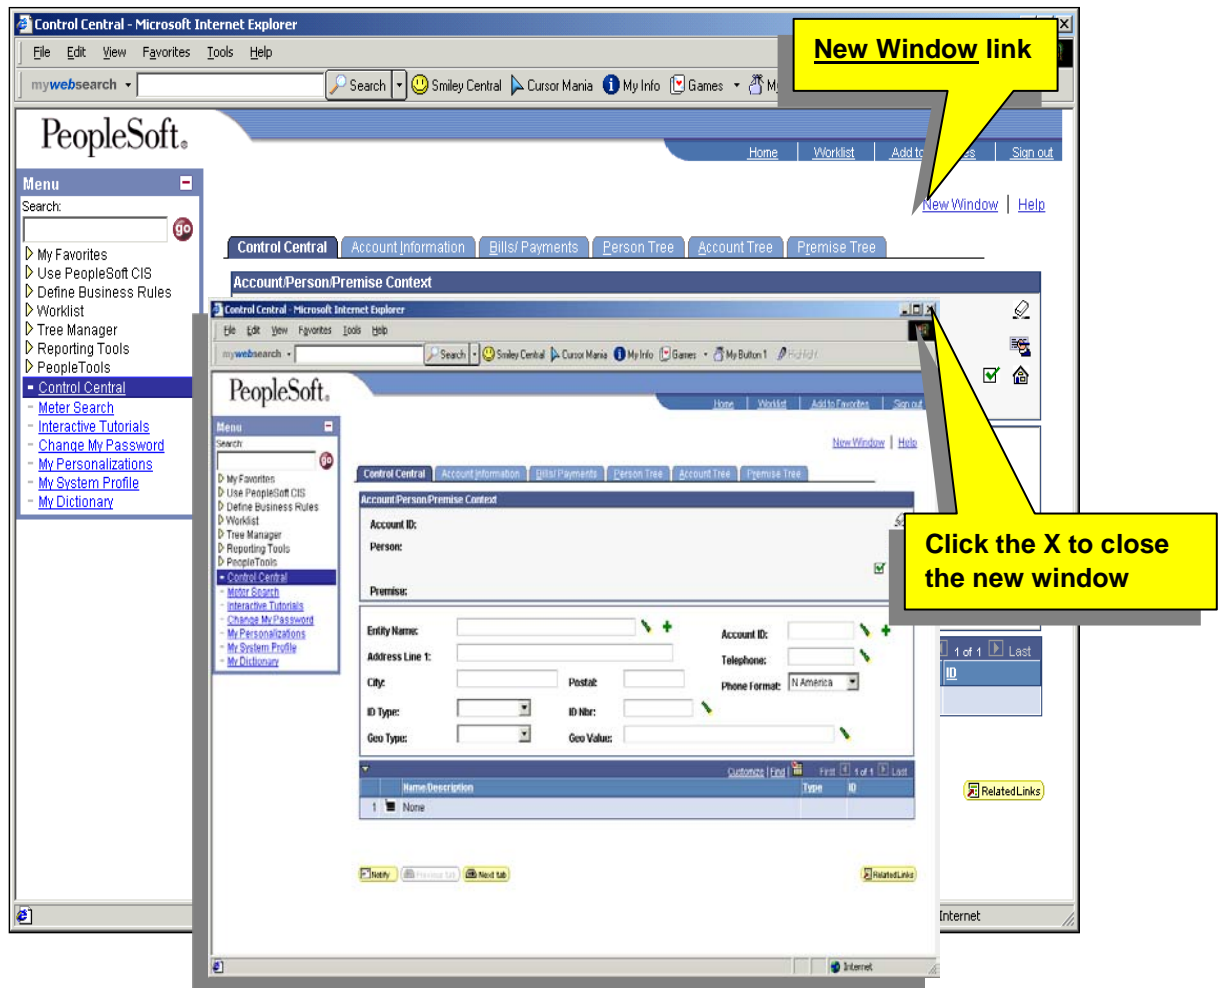 Control Central - Microsoft Internet Explorer
File Edit View Favorites Tools Help
mywebsearch Search Smiley Central Cursor Mania My Info Games
New Window link
PeopleSoft®
Home Worklist Add to Sign out
New Window Help
Menu
Search:
go
My Favorites
Use PeopleSoft CIS
Define Business Rules
Worklist
Tree Manager
Reporting Tools
PeopleTools
Control Central
Meter Search
Interactive Tutorials
Change My Password
My Personalizations
My System Profile
My Dictionary
Control Central Account Information Bills/Payments Person Tree Account Tree Premise Tree
Account/Person/Premise Context
1 of 1 Last
ID
RelatedLinks
Internet
Control Central - Microsoft Internet Explorer
File Edit View Favorites Tools Help
mywebsearch Search Smiley Central Cursor Mania My Info Games My Button 1 Highlight
PeopleSoft®
Home Worklist Add to Favorites Sign out
New Window Help
Menu
Search:
go
My Favorites
Use PeopleSoft CIS
Define Business Rules
Worklist
Tree Manager
Reporting Tools
PeopleTools
Control Central
Meter Search
Interactive Tutorials
Change My Password
My Personalizations
My System Profile
My Dictionary
Control Central Account Information Bills/Payments Person Tree Account Tree Premise Tree
Account/Person/Premise Context
Account ID:
Person:
Premise:
Click the X to close
the new window
Entity Name: Account ID:
Address Line 1: Telephone:
City: Postal: Phone Format: N America
ID Type: ID Nbr:
Geo Type: Geo Value:
Customize | Find | First 1 of 1 Last
Name/Description Type ID
1 None
Notify Previous tab Next tab RelatedLinks
Internet